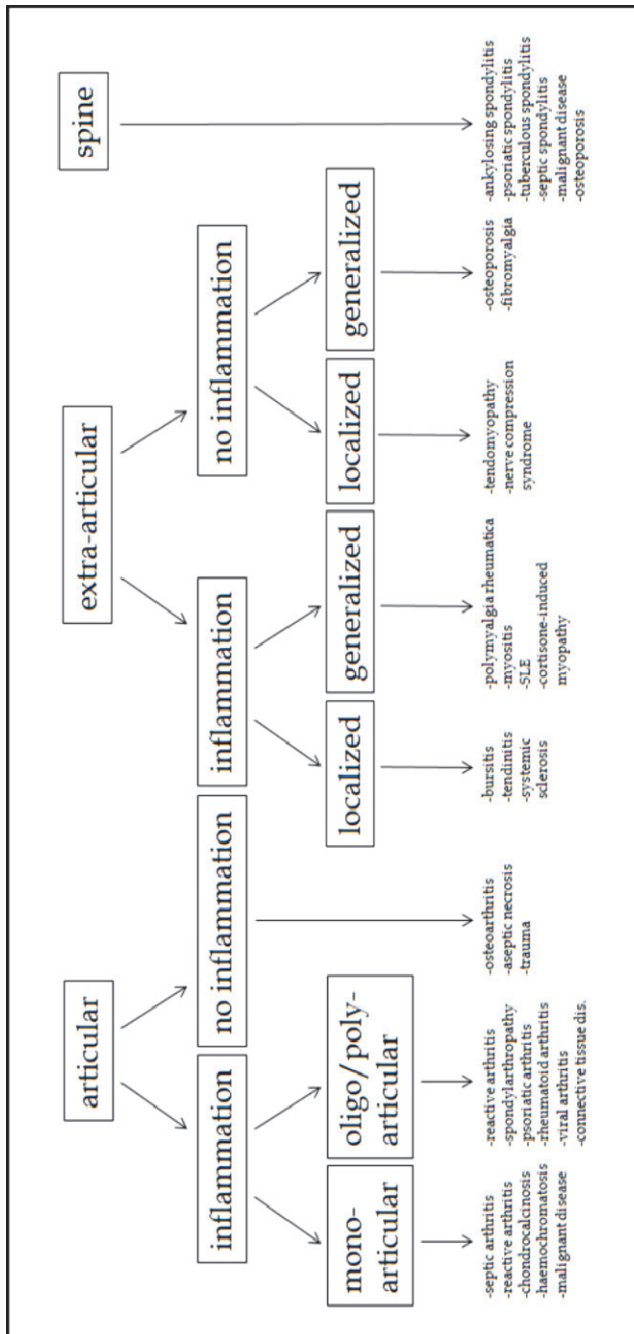 articular
extra-articular
spine
inflammation
no inflammation
inflammation
no inflammation
mono-
articular
oligo/poly-
articular
localized
generalized
localized
generalized
-septic arthritis
-reactive arthritis
-chondrocalcinosis
-haemochromatosis
-malignant disease
-reactive arthritis
-spondylarthropathy
-psoriatic arthritis
-rheumatoid arthritis
-viral arthritis
-connective tissue dis.
-osteoarthritis
-aseptic necrosis
-trauma
-bursitis
-tendinitis
-systemic
sclerosis
-polymyalgia rheumatica
-myositis
-SLE
-cortisone-induced
myopathy
-tendomyopathy
-nerve compression
syndrome
-osteoporosis
-fibromyalgia
-ankylosing spondylitis
-psoriatic spondylitis
-tuberculous spondylitis
-septic spondylitis
-malignant disease
-osteoporosis